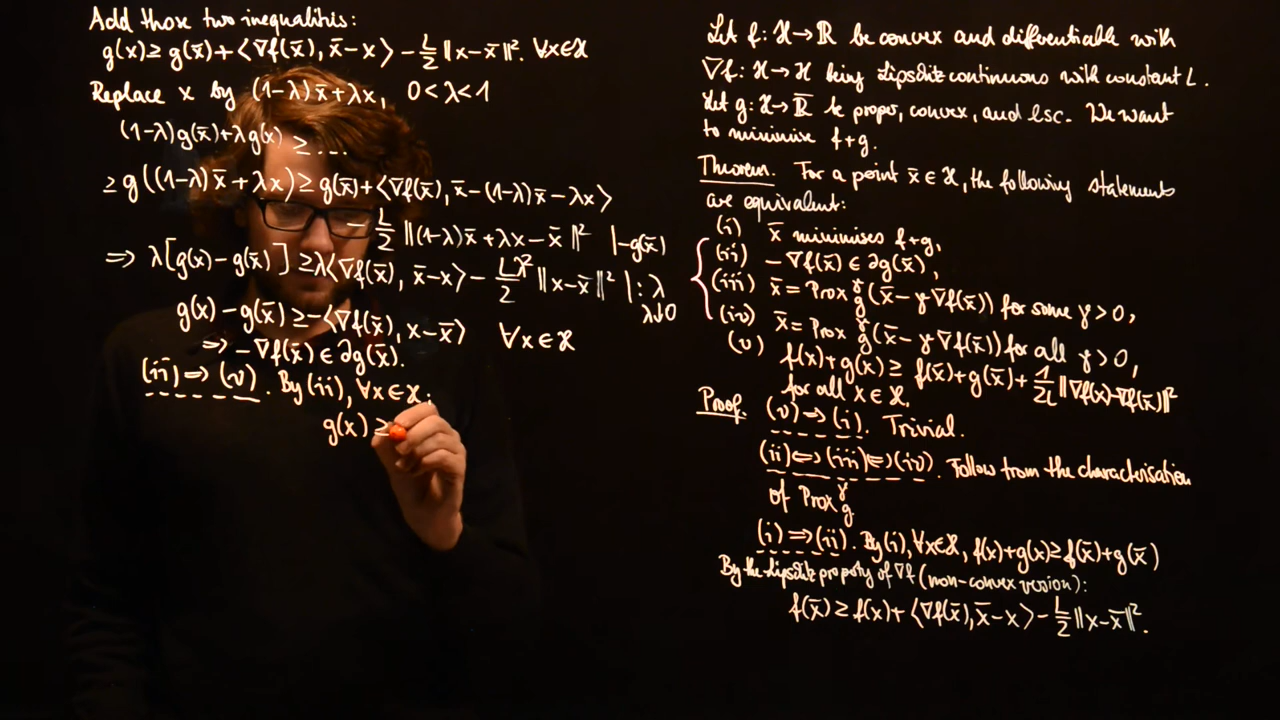 Add those two inequalities:
g(x) ≥ g(x̄) + ⟨∇f(x̄), x̄-x⟩ - L/2 ||x-x̄||². ∀x∈ℋ
Replace x by (1-λ)x̄+λx, 0<λ<1
(1-λ)g(x̄)+λg(x) ≥ ...
≥ g((1-λ)x̄+λx) ≥ g(x̄)+⟨∇f(x̄), x̄-(1-λ)x̄-λx⟩
- L/2 ||(1-λ)x̄+λx-x̄||² |-g(x̄)
⇒ λ[g(x)-g(x̄)] ≥ λ⟨∇f(x̄), x̄-x⟩ - Lλ²/2 ||x-x̄||² |:λ
λ↓0
g(x)-g(x̄) ≥ -⟨∇f(x̄), x-x̄⟩ ∀x∈ℋ
⇒ -∇f(x̄) ∈ ∂g(x̄).
(ii) ⇒ (v). By (ii), ∀x∈ℋ:
g(x) ≥
Let f: ℋ→ℝ be convex and differentiable with
∇f: ℋ→ℋ being Lipschitz continuous with constant L.
Let g: ℋ→ℝ̄ be proper, convex, and lsc. We want
to minimise f+g.
Theorem. For a point x̄∈ℋ, the following statements
are equivalent:
(i) x̄ minimises f+g,
(ii) -∇f(x̄) ∈ ∂g(x̄),
(iii) x̄ = Prox^γ_g(x̄-γ∇f(x̄)) for some γ>0,
(iv) x̄ = Prox^γ_g(x̄-γ∇f(x̄)) for all γ>0,
(v) f(x)+g(x) ≥ f(x̄)+g(x̄)+ 1/2L ||∇f(x)-∇f(x̄)||²
for all x∈ℋ.
Proof. (v)⇒(i). Trivial.
(ii)⇔(iii)⇔(iv). Follow from the characterisation
of Prox^γ_g
(i) ⇒ (ii). By (i), ∀x∈ℋ, f(x)+g(x) ≥ f(x̄)+g(x̄)
By the Lipschitz property of ∇f (non-convex version):
f(x̄) ≥ f(x)+⟨∇f(x̄), x̄-x⟩ - L/2 ||x-x̄||².